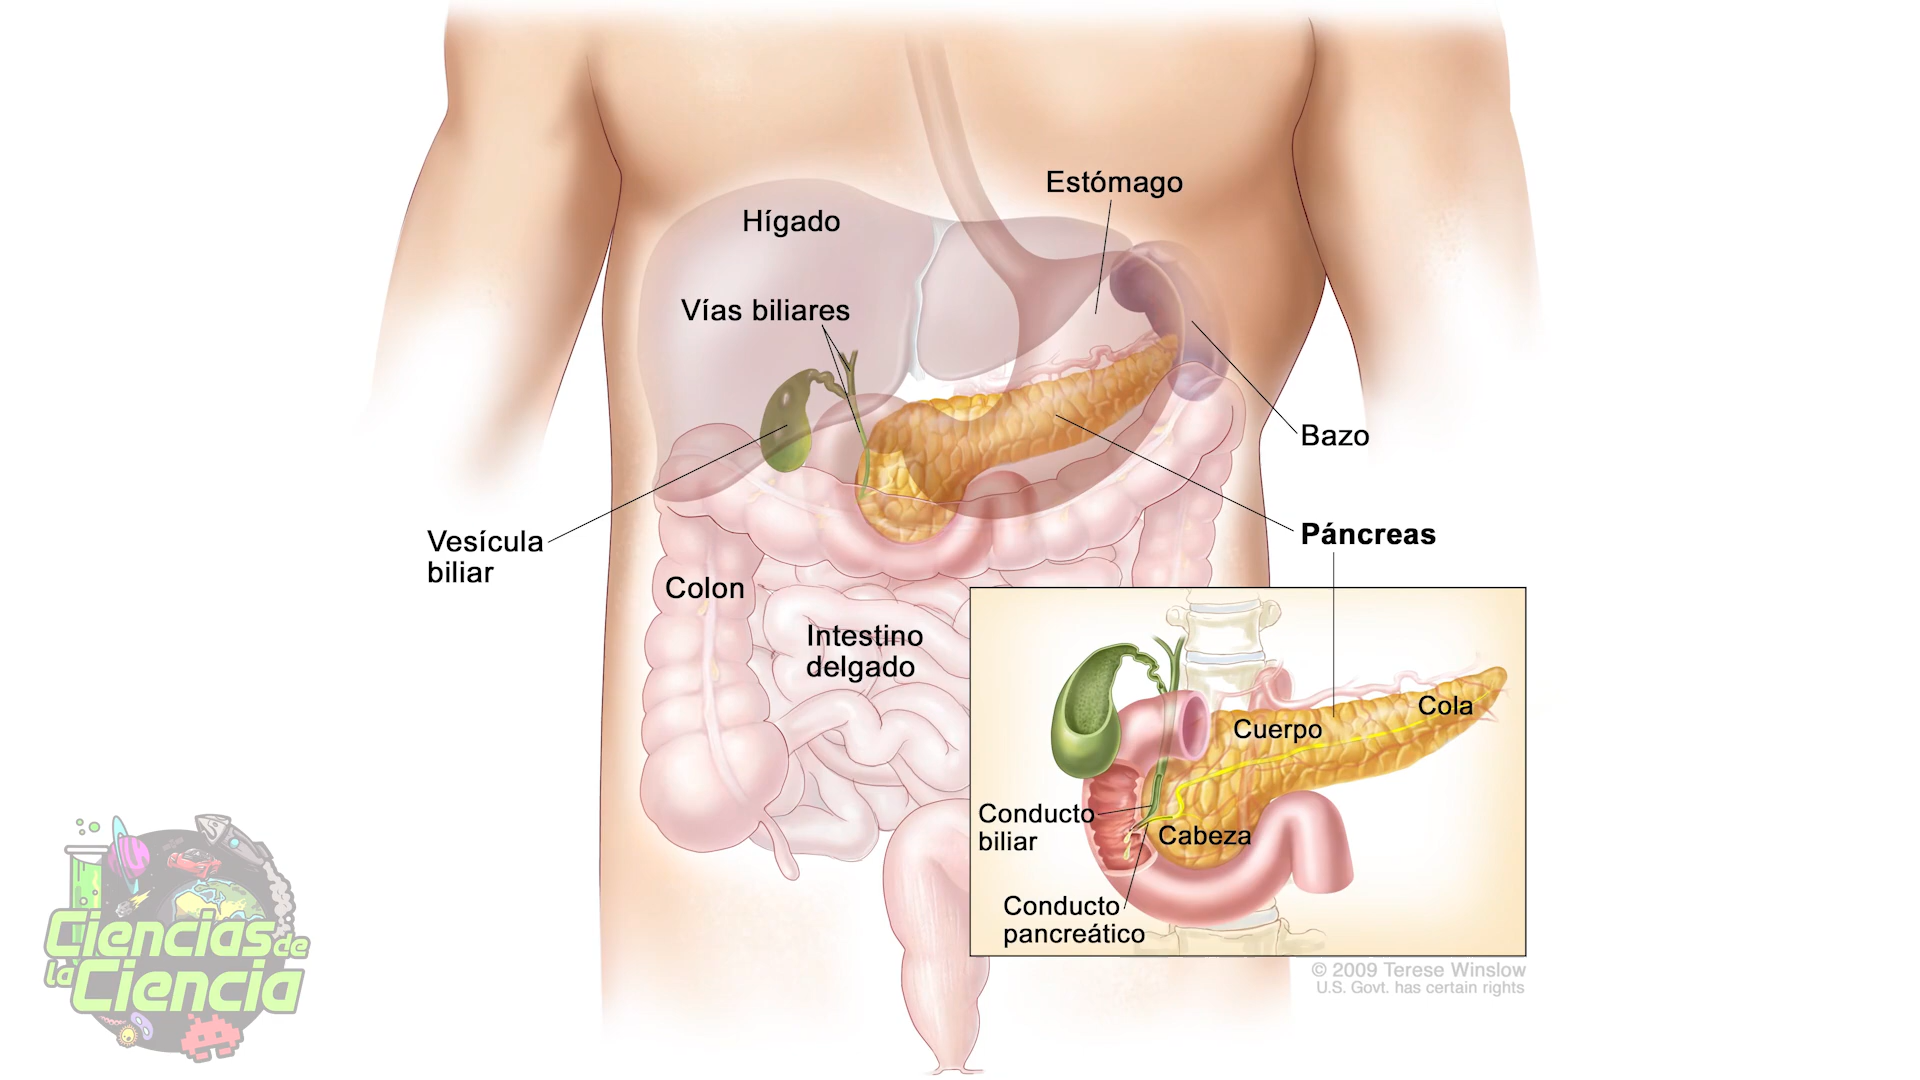 Estómago
Hígado
Vías biliares
Bazo
Páncreas
Vesícula
biliar
Colon
Intestino
delgado
Cola
Cuerpo
Conducto
biliar
Cabeza
Conducto
pancreático
© 2009 Terese Winslow
U.S. Govt. has certain rights
Ciencias de
la Ciencia